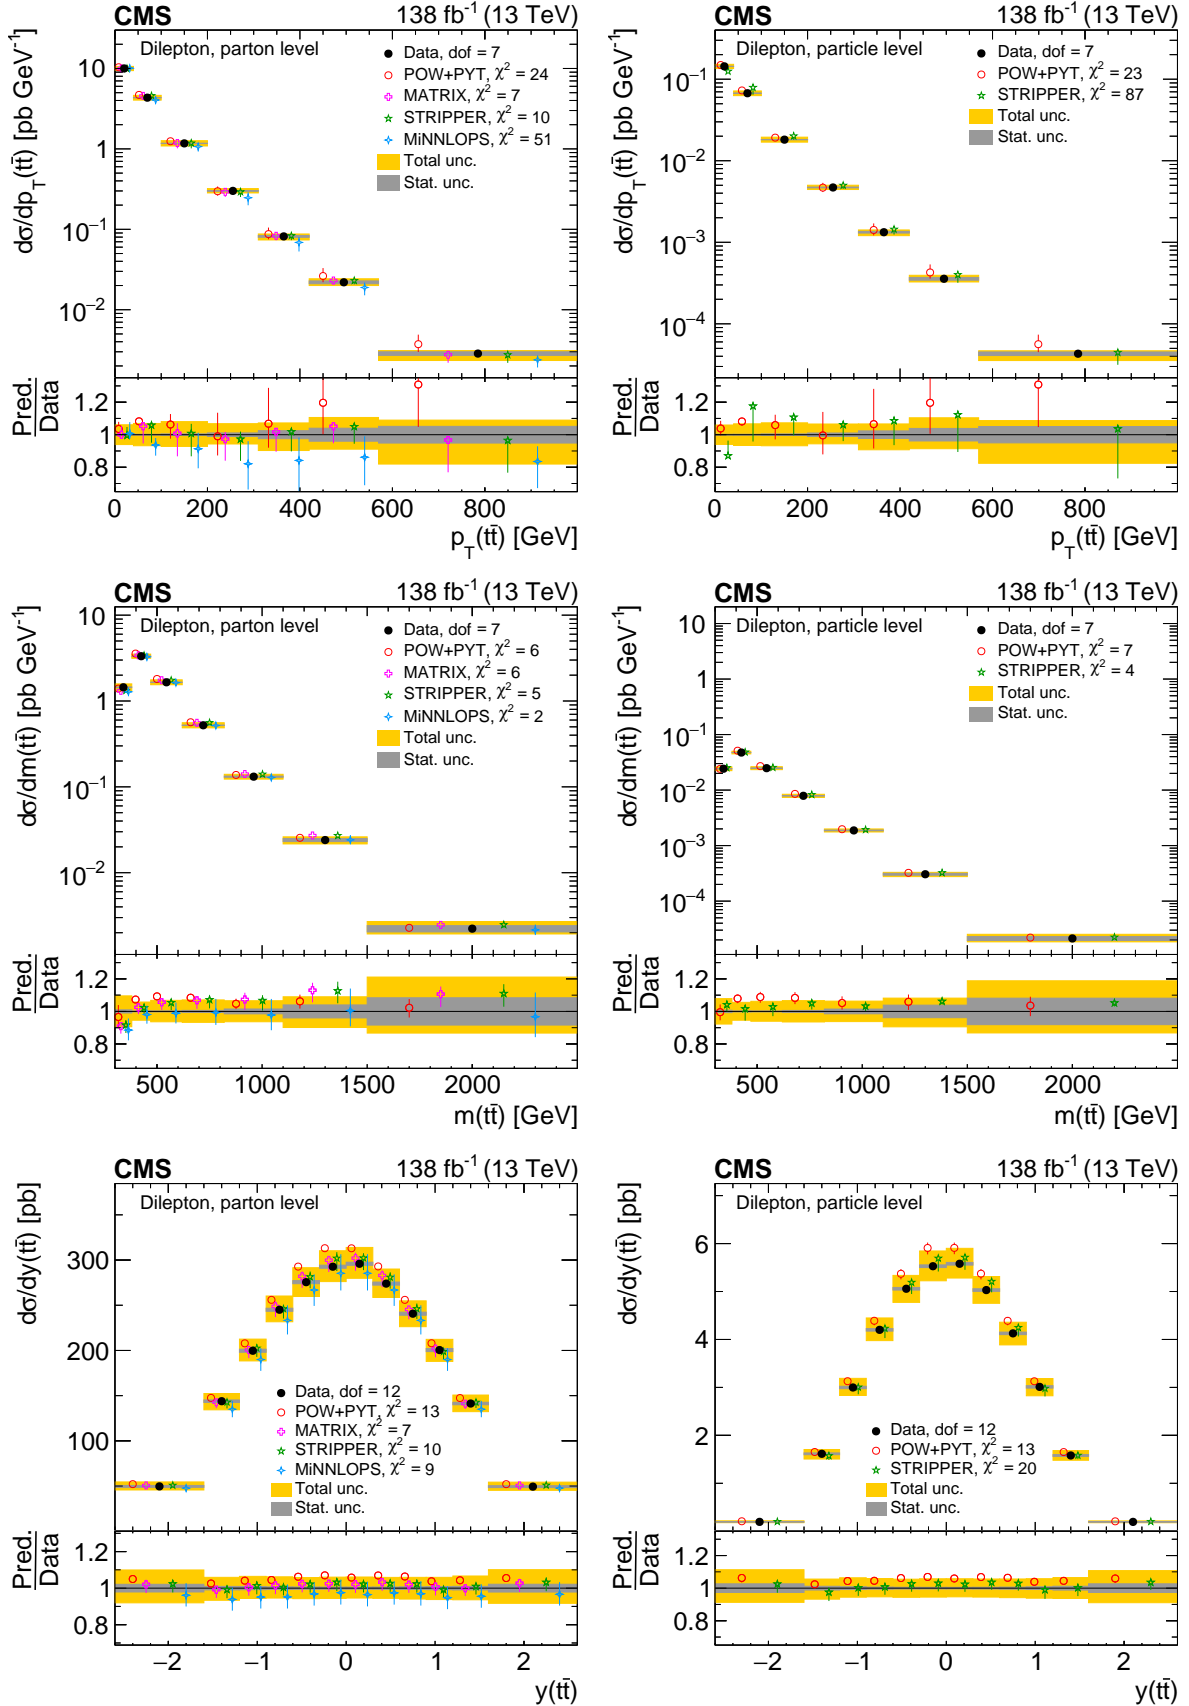 CMS 138 fb⁻¹ (13 TeV)
Dilepton, parton level
Data, dof = 7
POW+PYT, χ² = 24
MATRIX, χ² = 7
STRIPPER, χ² = 10
MiNNLOPS, χ² = 51
Total unc.
Stat. unc.
dσ/dp_T(tt̄) [pb GeV⁻¹]
10
1
10⁻¹
10⁻²
Pred.
Data
1.2
1
0.8
0 200 400 600 800
p_T(tt̄) [GeV]
CMS 138 fb⁻¹ (13 TeV)
Dilepton, particle level
Data, dof = 7
POW+PYT, χ² = 23
STRIPPER, χ² = 87
Total unc.
Stat. unc.
dσ/dp_T(tt̄) [pb GeV⁻¹]
10⁻¹
10⁻²
10⁻³
10⁻⁴
Pred.
Data
1.2
1
0.8
0 200 400 600 800
p_T(tt̄) [GeV]
CMS 138 fb⁻¹ (13 TeV)
Dilepton, parton level
Data, dof = 7
POW+PYT, χ² = 6
MATRIX, χ² = 6
STRIPPER, χ² = 5
MiNNLOPS, χ² = 2
Total unc.
Stat. unc.
dσ/dm(tt̄) [pb GeV⁻¹]
10
1
10⁻¹
10⁻²
Pred.
Data
1.2
1
0.8
500 1000 1500 2000
m(tt̄) [GeV]
CMS 138 fb⁻¹ (13 TeV)
Dilepton, particle level
Data, dof = 7
POW+PYT, χ² = 7
STRIPPER, χ² = 4
Total unc.
Stat. unc.
dσ/dm(tt̄) [pb GeV⁻¹]
10
1
10⁻¹
10⁻²
10⁻³
10⁻⁴
Pred.
Data
1.2
1
0.8
500 1000 1500 2000
m(tt̄) [GeV]
CMS 138 fb⁻¹ (13 TeV)
Dilepton, parton level
dσ/dy(tt̄) [pb]
300
200
100
Data, dof = 12
POW+PYT, χ² = 13
MATRIX, χ² = 7
STRIPPER, χ² = 10
MiNNLOPS, χ² = 9
Total unc.
Stat. unc.
Pred.
Data
1.2
1
0.8
−2 −1 0 1 2
y(tt̄)
CMS 138 fb⁻¹ (13 TeV)
Dilepton, particle level
dσ/dy(tt̄) [pb]
6
4
2
Data, dof = 12
POW+PYT, χ² = 13
STRIPPER, χ² = 20
Total unc.
Stat. unc.
Pred.
Data
1.2
1
0.8
−2 −1 0 1 2
y(tt̄)